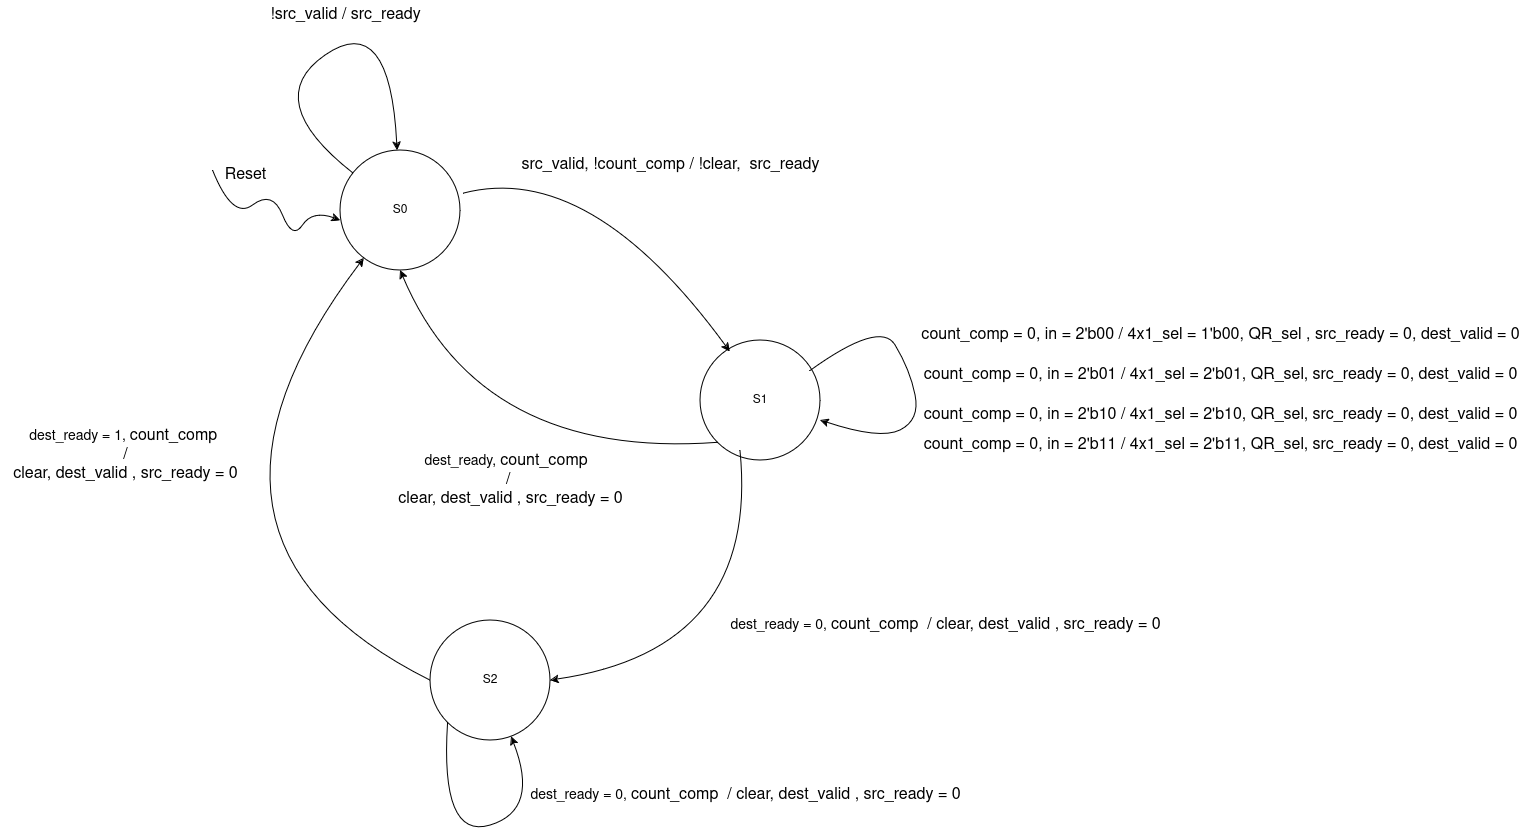 !src_valid / src_ready
src_valid, !count_comp / !clear,  src_ready
Reset
S0
count_comp = 0, in = 2'b00 / 4x1_sel = 1'b00, QR_sel , src_ready = 0, dest_valid = 0
count_comp = 0, in = 2'b01 / 4x1_sel = 2'b01, QR_sel, src_ready = 0, dest_valid = 0
S1
count_comp = 0, in = 2'b10 / 4x1_sel = 2'b10, QR_sel, src_ready = 0, dest_valid = 0
count_comp = 0, in = 2'b11 / 4x1_sel = 2'b11, QR_sel, src_ready = 0, dest_valid = 0
dest_ready = 1, count_comp
/
clear, dest_valid , src_ready = 0
dest_ready, count_comp
/
clear, dest_valid , src_ready = 0
dest_ready = 0, count_comp  / clear, dest_valid , src_ready = 0
S2
dest_ready = 0, count_comp  / clear, dest_valid , src_ready = 0